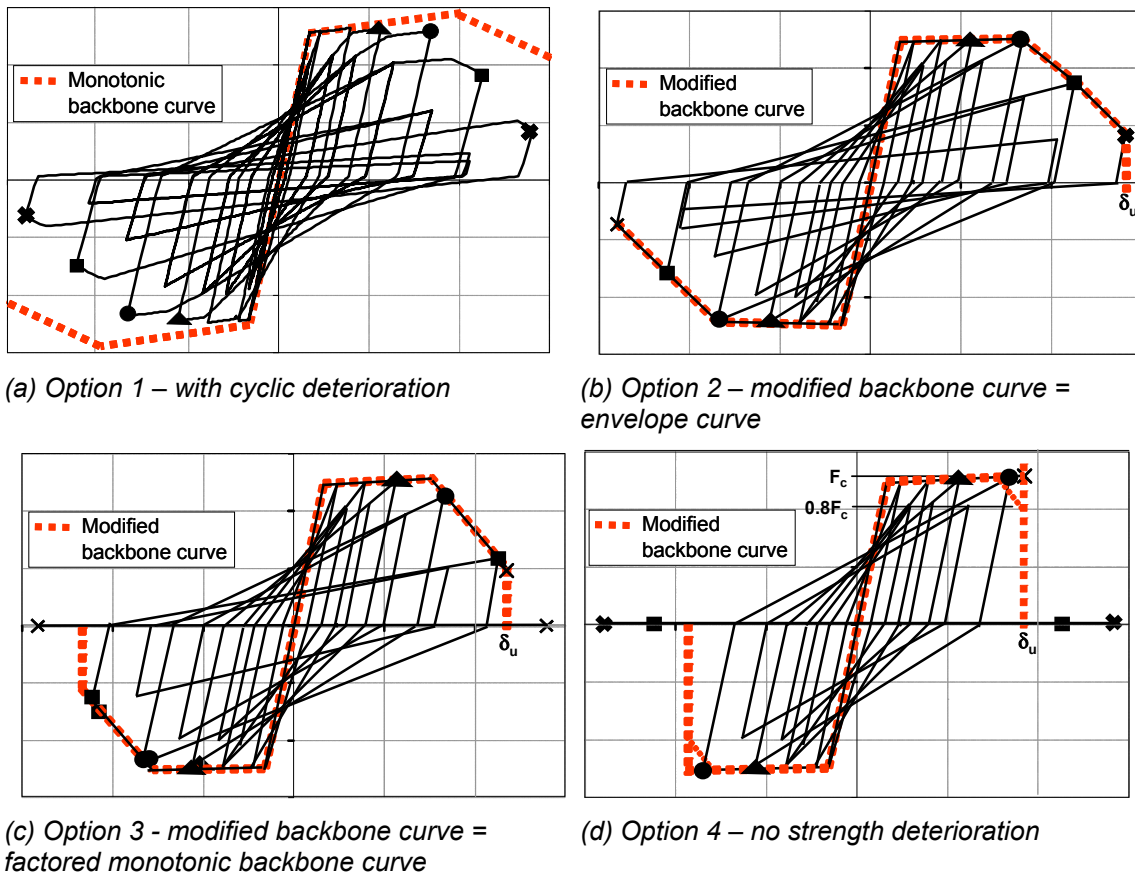 Monotonic
backbone curve
(a) Option 1 – with cyclic deterioration
Modified
backbone curve
δu
(b) Option 2 – modified backbone curve =
envelope curve
Modified
backbone curve
δu
(c) Option 3 - modified backbone curve =
factored monotonic backbone curve
Fc
0.8Fc
Modified
backbone curve
δu
(d) Option 4 – no strength deterioration